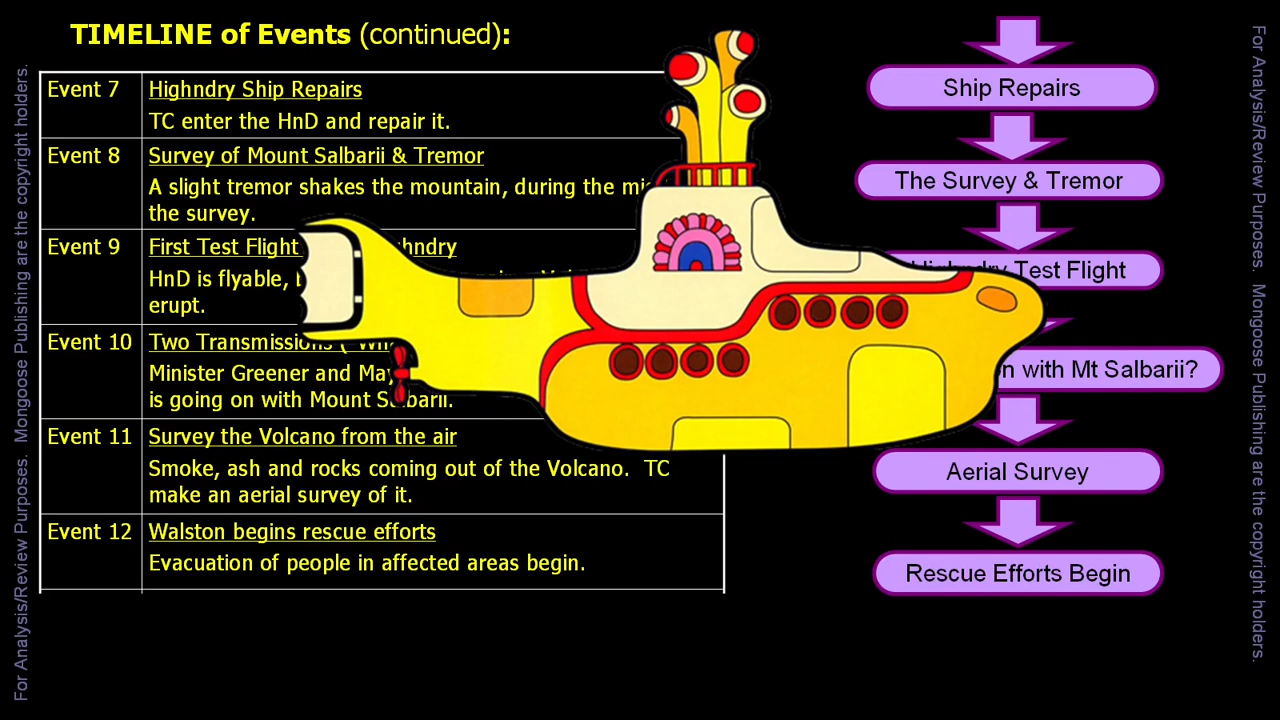 TIMELINE of Events (continued):
Event 7
Highndry Ship Repairs
TC enter the HnD and repair it.
Event 8
Survey of Mount Salbarii & Tremor
A slight tremor shakes the mountain, during the
the survey.
Event 9
First Test Flight
HnD is flyable,
erupt.
Event 10
Two Transmissions
Minister Greener and
is going on with Mount Salbarii.
Event 11
Survey the Volcano from the air
Smoke, ash and rocks coming out of the Volcano. TC
make an aerial survey of it.
Event 12
Walston begins rescue efforts
Evacuation of people in affected areas begin.
Ship Repairs
The Survey & Tremor
Highndry Test Flight
with Mt Salbarii?
Aerial Survey
Rescue Efforts Begin
For Analysis/Review Purposes. Mongoose Publishing are the copyright holders.
For Analysis/Review Purposes. Mongoose Publishing are the copyright holders.